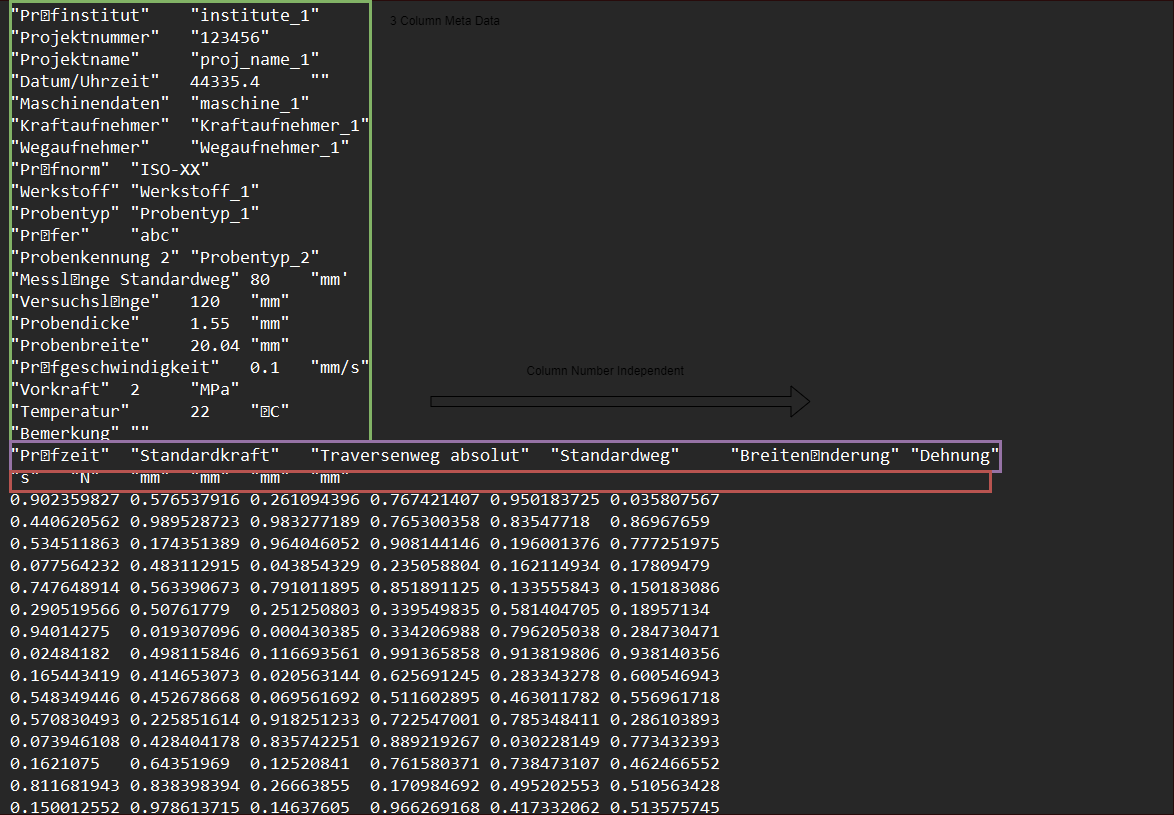 "Pr�finstitut" "institute_1"
3 Column Meta Data
"Projektnummer" "123456"
"Projektname" "proj_name_1"
"Datum/Uhrzeit" 44335.4 ""
"Maschinendaten" "maschine_1"
"Kraftaufnehmer" "Kraftaufnehmer_1"
"Wegaufnehmer" "Wegaufnehmer_1"
"Pr�fnorm" "ISO-XX"
"Werkstoff" "Werkstoff_1"
"Probentyp" "Probentyp_1"
"Pr�fer" "abc"
"Probenkennung 2" "Probentyp_2"
"Messl�nge Standardweg" 80 "mm'
"Versuchsl�nge" 120 "mm"
"Probendicke" 1.55 "mm"
"Probenbreite" 20.04 "mm"
"Pr�fgeschwindigkeit" 0.1 "mm/s"
Column Number Independent
"Vorkraft" 2 "MPa"
"Temperatur" 22 "�C"
"Bemerkung" ""
"Pr�fzeit" "Standardkraft" "Traversenweg absolut" "Standardweg" "Breiten�nderung" "Dehnung"
"s" "N" "mm" "mm" "mm" "mm"
0.902359827 0.576537916 0.261094396 0.767421407 0.950183725 0.035807567
0.440620562 0.989528723 0.983277189 0.765300358 0.83547718 0.86967659
0.534511863 0.174351389 0.964046052 0.908144146 0.196001376 0.777251975
0.077564232 0.483112915 0.043854329 0.235058804 0.162114934 0.17809479
0.747648914 0.563390673 0.791011895 0.851891125 0.133555843 0.150183086
0.290519566 0.50761779 0.251250803 0.339549835 0.581404705 0.18957134
0.94014275 0.019307096 0.000430385 0.334206988 0.796205038 0.284730471
0.02484182 0.498115846 0.116693561 0.991365858 0.913819806 0.938140356
0.165443419 0.414653073 0.020563144 0.625691245 0.283343278 0.600546943
0.548349446 0.452678668 0.069561692 0.511602895 0.463011782 0.556961718
0.570830493 0.225851614 0.918251233 0.722547001 0.785348411 0.286103893
0.073946108 0.428404178 0.835742251 0.889219267 0.030228149 0.773432393
0.1621075 0.64351969 0.12520841 0.761580371 0.738473107 0.462466552
0.811681943 0.838398394 0.26663855 0.170984692 0.495202553 0.510563428
0.150012552 0.978613715 0.14637605 0.966269168 0.417332062 0.513575745